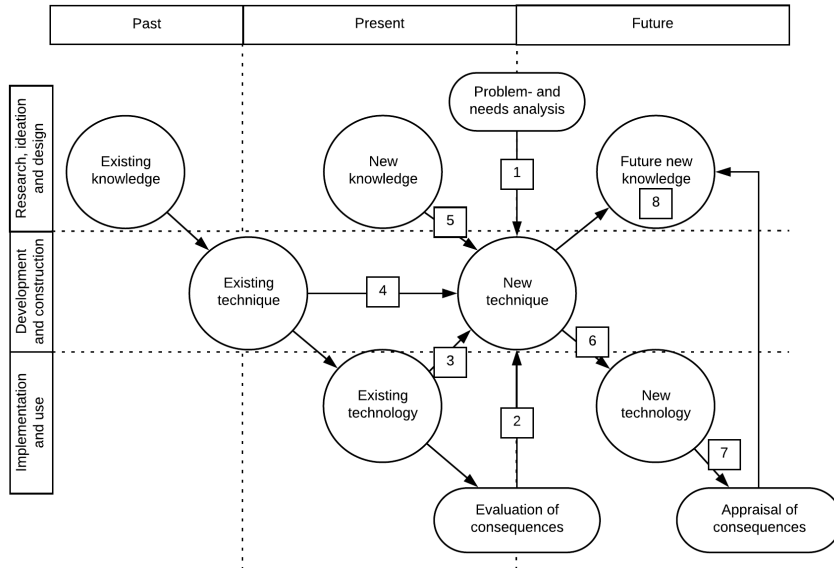 Past
Present
Future
Research, ideation
and design
Development
and construction
Implementation
and use
Problem- and
needs analysis
Existing
knowledge
New
knowledge
Future new
knowledge
1
8
5
Existing
technique
4
New
technique
6
3
Existing
technology
2
New
technology
7
Evaluation of
consequences
Appraisal of
consequences